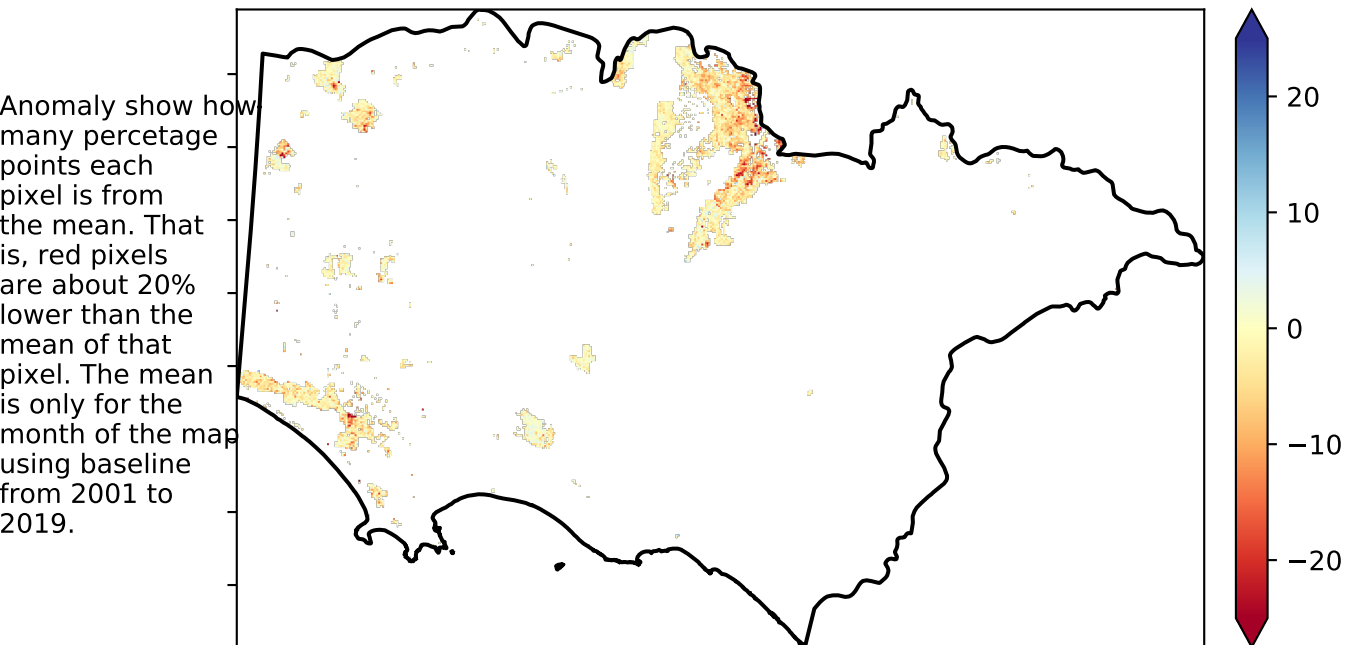 Anomaly show how
many percetage
points each
pixel is from
the mean. That
is, red pixels
are about 20%
lower than the
mean of that
pixel. The mean
is only for the
month of the map
using baseline
from 2001 to
2019.
20
10
0
−10
−20